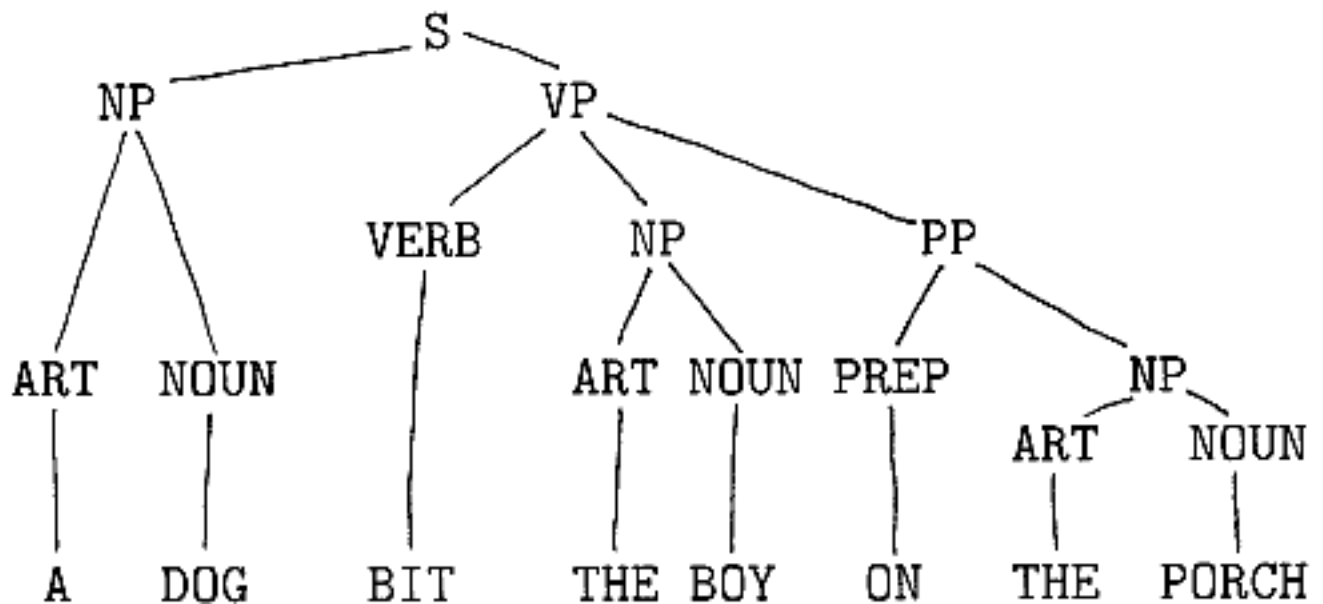 S
NP VP
VERB NP PP
ART NOUN ART NOUN PREP NP
ART NOUN
A DOG BIT THE BOY ON THE PORCH